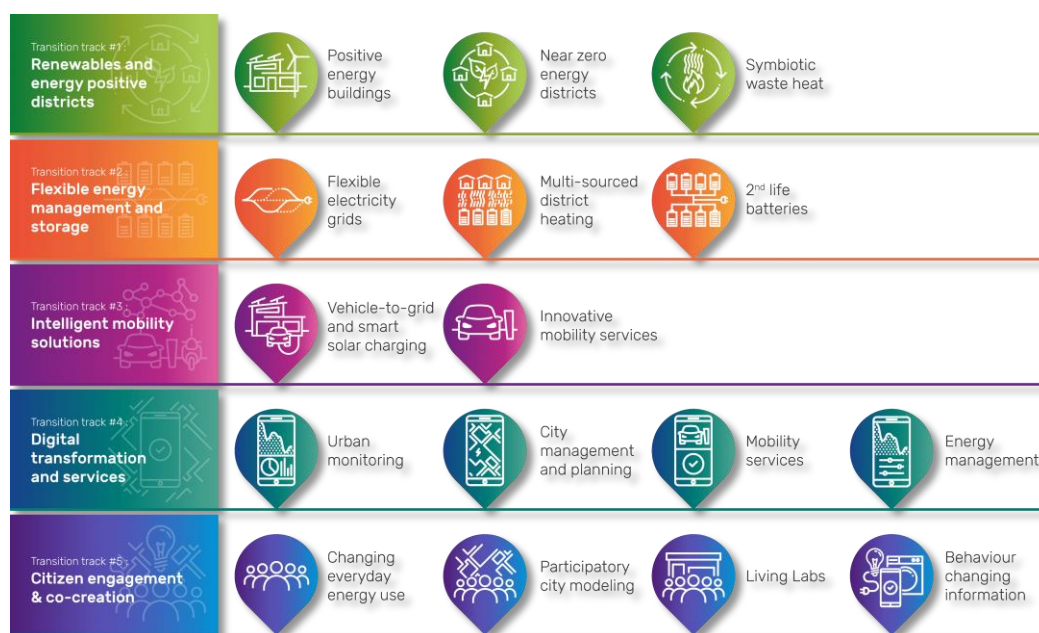 Transition track #1 :
Renewables and
energy positive
districts
Positive
energy
buildings
Near zero
energy
districts
Symbiotic
waste heat
Transition track #2 :
Flexible energy
management and
storage
Flexible
electricity
grids
Multi-sourced
district
heating
2nd life
batteries
Transition track #3 :
Intelligent mobility
solutions
Vehicle-to-grid
and smart
solar charging
Innovative
mobility services
Transition track #4 :
Digital
transformation
and services
Urban
monitoring
City
management
and planning
Mobility
services
Energy
management
Transition track #5 :
Citizen engagement
& co-creation
Changing
everyday
energy use
Participatory
city modeling
Living Labs
Behaviour
changing
information